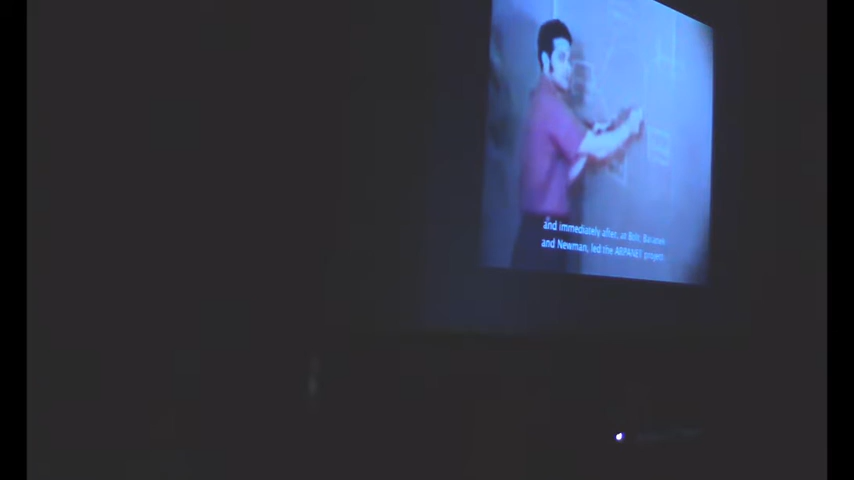 and immediately after, at Bolt, Beranek
and Newman, led the ARPANET project.